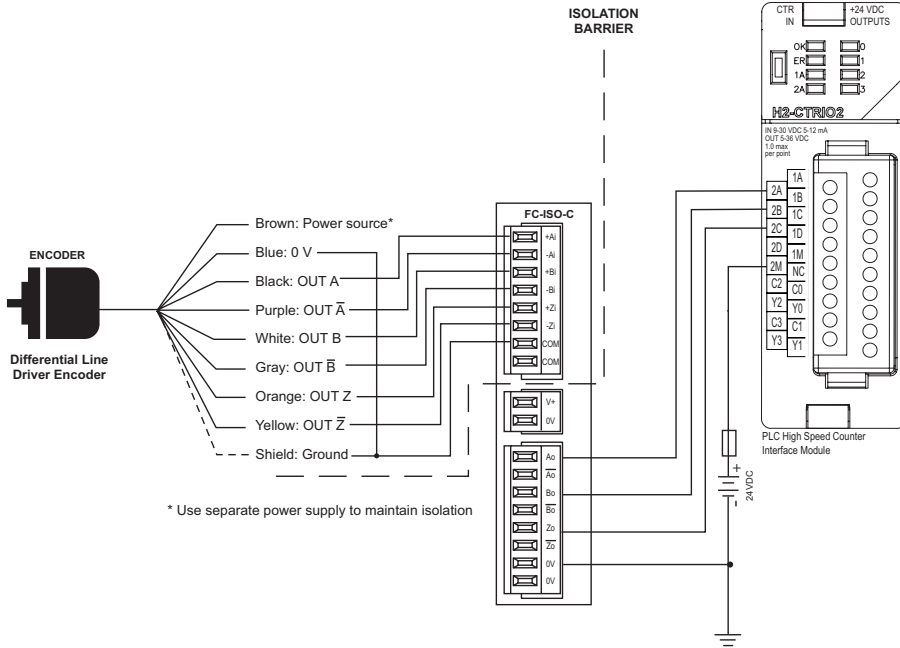 ISOLATION
BARRIER
CTR
IN
+24 VDC
OUTPUTS
OK
ER
1A
2A
0
1
2
3
H2-CTRIO2
IN 9-30 VDC 5-12 mA
OUT 5-36 VDC
1.0 max
per point
1A
2A
1B
2B
1C
2C
1D
2D
1M
2M
NC
C2
C0
Y2
Y0
C3
C1
Y3
Y1
PLC High Speed Counter
Interface Module
ENCODER
Differential Line
Driver Encoder
Brown: Power source*
Blue: 0 V
Black: OUT A
Purple: OUT A̅
White: OUT B
Gray: OUT B̅
Orange: OUT Z
Yellow: OUT Z̅
Shield: Ground
* Use separate power supply to maintain isolation
FC-ISO-C
+Ai
-Ai
+Bi
-Bi
+Zi
-Zi
COM
COM
V+
0V
Ao
A̅o̅
Bo
B̅o̅
Zo
Z̅o̅
0V
0V
+
24VDC
-